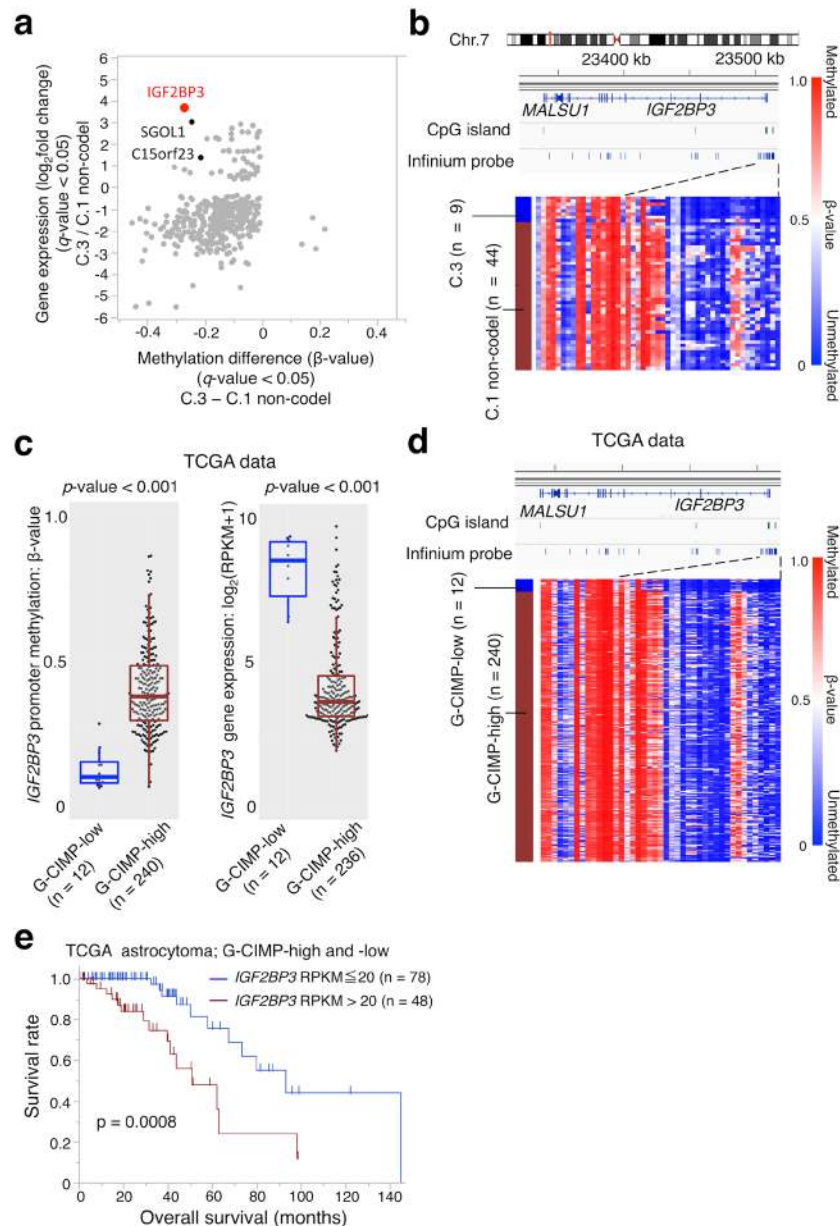 a
Gene expression (log2fold change)
(q-value < 0.05)
C.3 / C.1 non-codel
6
5
4
3
2
1
0
-1
-2
-3
-4
-5
-6
IGF2BP3
SGOL1
C15orf23
-0.4
-0.2
0
0.2
0.4
Methylation difference (β-value)
(q-value < 0.05)
C.3 – C.1 non-codel
b
Chr.7
23400 kb 23500 kb
MALSU1 IGF2BP3
CpG island
Infinium probe
C.3 (n = 9)
C.1 non-codel (n = 44)
Methylated
1.0
0.5
β-value
0
Unmethylated
c
TCGA data
p-value < 0.001
IGF2BP3 promoter methylation: β-value
1.0
0.5
0
G-CIMP-low
(n = 12)
G-CIMP-high
(n = 240)
p-value < 0.001
IGF2BP3 gene expression: log2(RPKM+1)
10
5
0
G-CIMP-low
(n = 12)
G-CIMP-high
(n = 236)
d
TCGA data
MALSU1 IGF2BP3
CpG island
Infinium probe
G-CIMP-low (n = 12)
G-CIMP-high (n = 240)
Methylated
1.0
0.5
β-value
0
Unmethylated
e
TCGA astrocytoma; G-CIMP-high and -low
IGF2BP3 RPKM≦20 (n = 78)
IGF2BP3 RPKM > 20 (n = 48)
Survival rate
1.0
0.8
0.6
0.4
0.2
0
p = 0.0008
0 20 40 60 80 100 120 140
Overall survival (months)